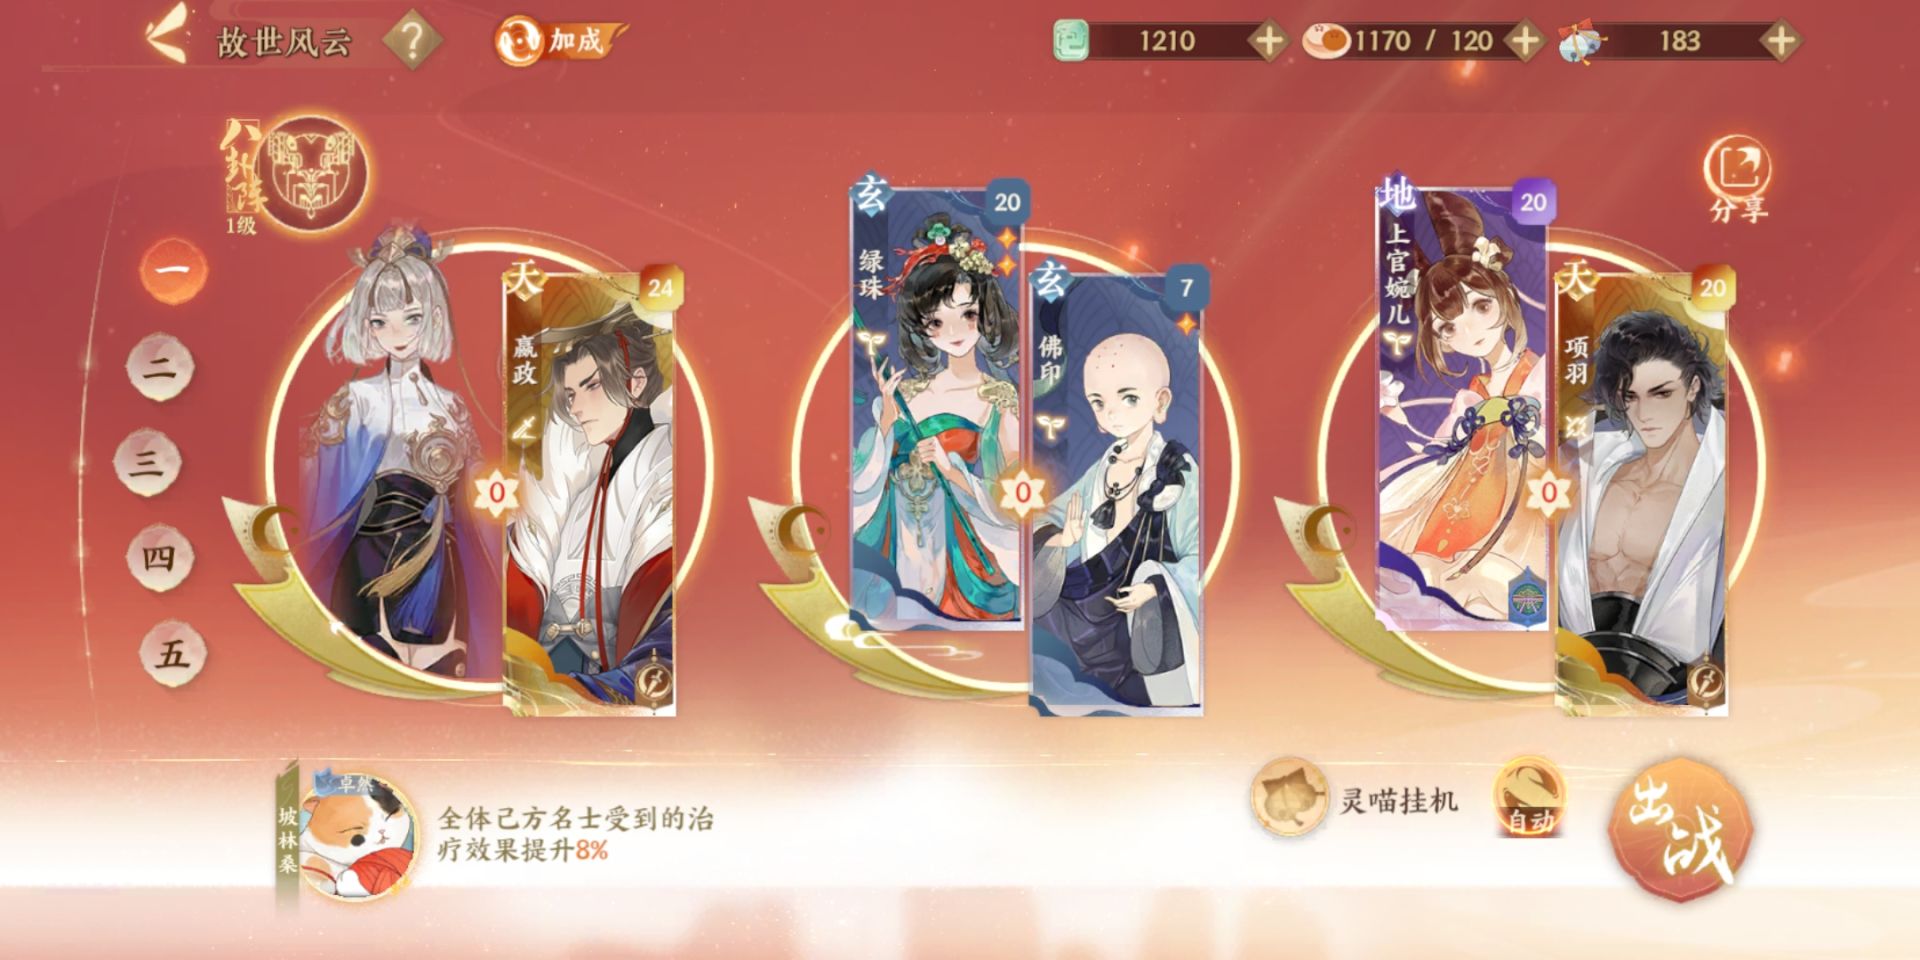 故世风云
?
加成
1210
1170 / 120
183
八卦阵
1级
分享
一
二
三
四
五
天
24
嬴政
0
玄
20
绿珠
玄
7
佛印
0
地
20
上官婉儿
天
20
项羽
0
坡林桑
卓然
全体己方名士受到的治
疗效果提升8%
灵喵挂机
自动
出战